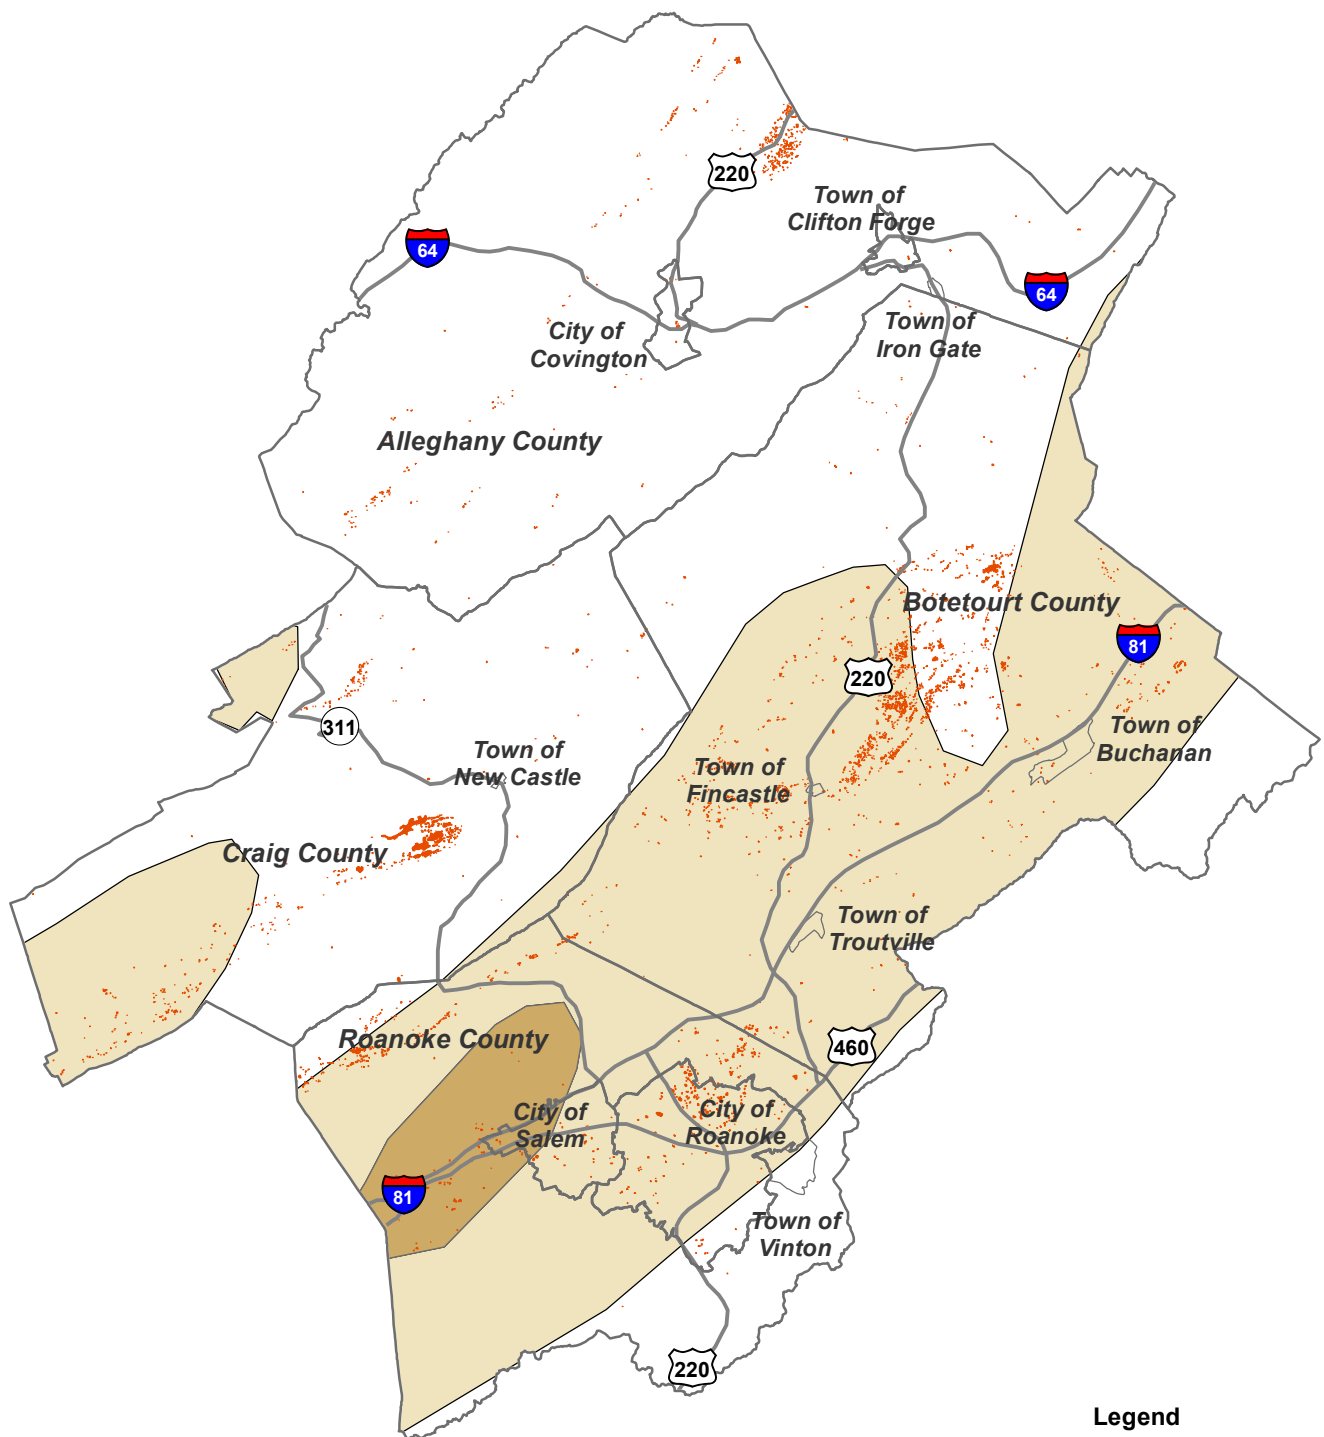 220
Town of
Clifton Forge
64
64
City of
Covington
Town of
Iron Gate
Alleghany County
Botetourt County
81
220
311
Town of
New Castle
Town of
Fincastle
Town of
Buchanan
Craig County
Town of
Troutville
Roanoke County
460
City of
Salem
City of
Roanoke
81
Town of
Vinton
220
Legend